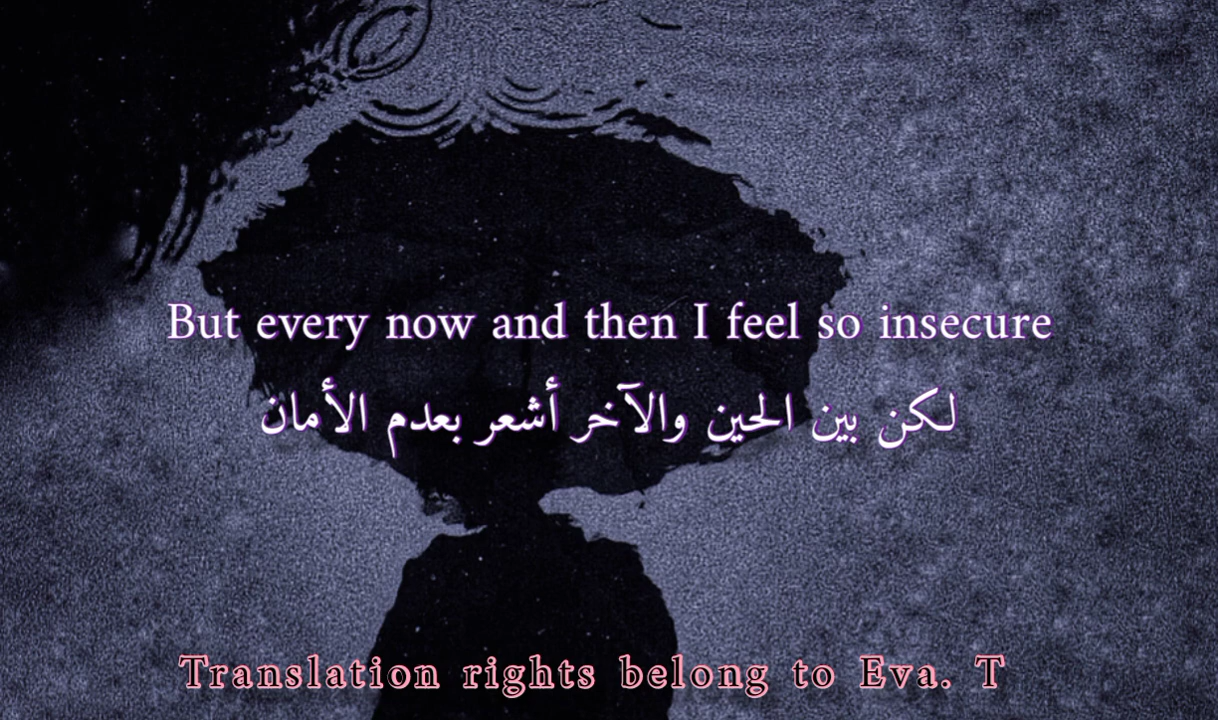 But every now and then I feel so insecure
لكن بين الحين والآخر أشعر بعدم الأمان
Translation rights belong to Eva. T